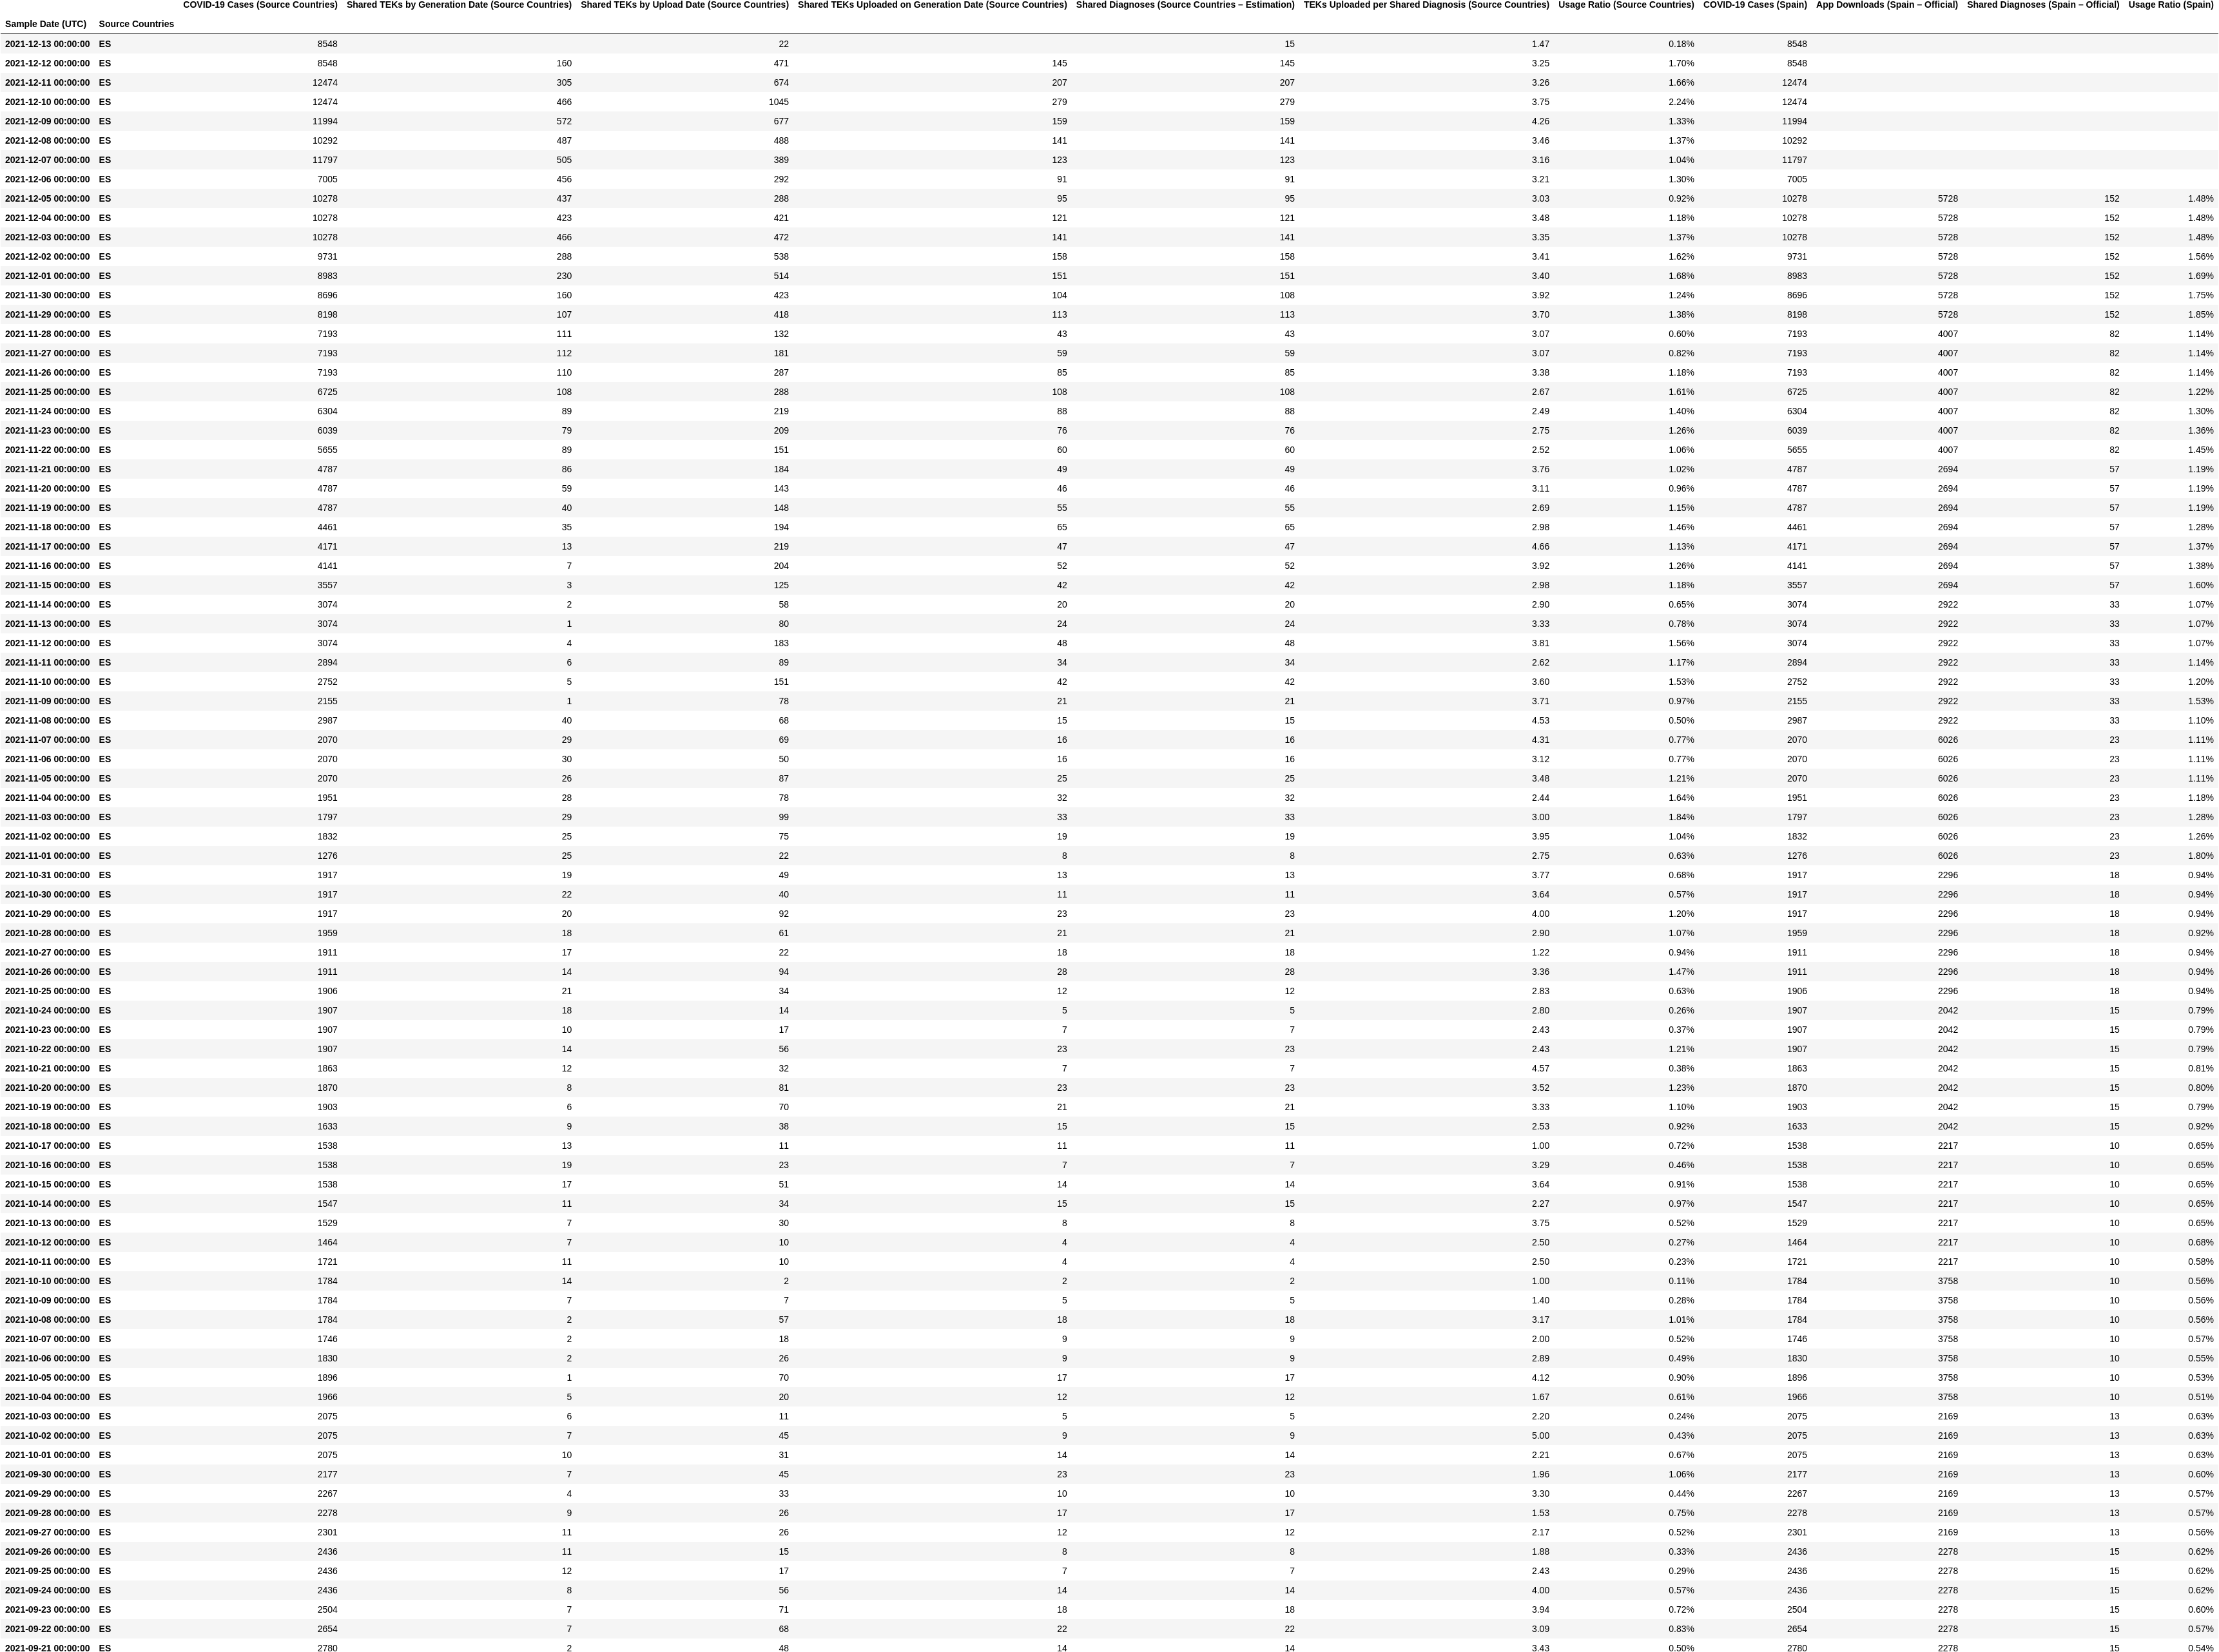 COVID-19 Cases (Source Countries) Shared TEKs by Generation Date (Source Countries) Shared TEKs by Upload Date (Source Countries) Shared TEKs Uploaded on Generation Date (Source Countries) Shared Diagnoses (Source Countries – Estimation) TEKs Uploaded per Shared Diagnosis (Source Countries) Usage Ratio (Source Countries) COVID-19 Cases (Spain) App Downloads (Spain – Official) Shared Diagnoses (Spain – Official) Usage Ratio (Spain)
Sample Date (UTC) Source Countries
2021-12-13 00:00:00 ES 8548 22 15 1.47 0.18% 8548
2021-12-12 00:00:00 ES 8548 160 471 145 145 3.25 1.70% 8548
2021-12-11 00:00:00 ES 12474 305 674 207 207 3.26 1.66% 12474
2021-12-10 00:00:00 ES 12474 466 1045 279 279 3.75 2.24% 12474
2021-12-09 00:00:00 ES 11994 572 677 159 159 4.26 1.33% 11994
2021-12-08 00:00:00 ES 10292 487 488 141 141 3.46 1.37% 10292
2021-12-07 00:00:00 ES 11797 505 389 123 123 3.16 1.04% 11797
2021-12-06 00:00:00 ES 7005 456 292 91 91 3.21 1.30% 7005
2021-12-05 00:00:00 ES 10278 437 288 95 95 3.03 0.92% 10278 5728 152 1.48%
2021-12-04 00:00:00 ES 10278 423 421 121 121 3.48 1.18% 10278 5728 152 1.48%
2021-12-03 00:00:00 ES 10278 466 472 141 141 3.35 1.37% 10278 5728 152 1.48%
2021-12-02 00:00:00 ES 9731 288 538 158 158 3.41 1.62% 9731 5728 152 1.56%
2021-12-01 00:00:00 ES 8983 230 514 151 151 3.40 1.68% 8983 5728 152 1.69%
2021-11-30 00:00:00 ES 8696 160 423 104 108 3.92 1.24% 8696 5728 152 1.75%
2021-11-29 00:00:00 ES 8198 107 418 113 113 3.70 1.38% 8198 5728 152 1.85%
2021-11-28 00:00:00 ES 7193 111 132 43 43 3.07 0.60% 7193 4007 82 1.14%
2021-11-27 00:00:00 ES 7193 112 181 59 59 3.07 0.82% 7193 4007 82 1.14%
2021-11-26 00:00:00 ES 7193 110 287 85 85 3.38 1.18% 7193 4007 82 1.14%
2021-11-25 00:00:00 ES 6725 108 288 108 108 2.67 1.61% 6725 4007 82 1.22%
2021-11-24 00:00:00 ES 6304 89 219 88 88 2.49 1.40% 6304 4007 82 1.30%
2021-11-23 00:00:00 ES 6039 79 209 76 76 2.75 1.26% 6039 4007 82 1.36%
2021-11-22 00:00:00 ES 5655 89 151 60 60 2.52 1.06% 5655 4007 82 1.45%
2021-11-21 00:00:00 ES 4787 86 184 49 49 3.76 1.02% 4787 2694 57 1.19%
2021-11-20 00:00:00 ES 4787 59 143 46 46 3.11 0.96% 4787 2694 57 1.19%
2021-11-19 00:00:00 ES 4787 40 148 55 55 2.69 1.15% 4787 2694 57 1.19%
2021-11-18 00:00:00 ES 4461 35 194 65 65 2.98 1.46% 4461 2694 57 1.28%
2021-11-17 00:00:00 ES 4171 13 219 47 47 4.66 1.13% 4171 2694 57 1.37%
2021-11-16 00:00:00 ES 4141 7 204 52 52 3.92 1.26% 4141 2694 57 1.38%
2021-11-15 00:00:00 ES 3557 3 125 42 42 2.98 1.18% 3557 2694 57 1.60%
2021-11-14 00:00:00 ES 3074 2 58 20 20 2.90 0.65% 3074 2922 33 1.07%
2021-11-13 00:00:00 ES 3074 1 80 24 24 3.33 0.78% 3074 2922 33 1.07%
2021-11-12 00:00:00 ES 3074 4 183 48 48 3.81 1.56% 3074 2922 33 1.07%
2021-11-11 00:00:00 ES 2894 6 89 34 34 2.62 1.17% 2894 2922 33 1.14%
2021-11-10 00:00:00 ES 2752 5 151 42 42 3.60 1.53% 2752 2922 33 1.20%
2021-11-09 00:00:00 ES 2155 1 78 21 21 3.71 0.97% 2155 2922 33 1.53%
2021-11-08 00:00:00 ES 2987 40 68 15 15 4.53 0.50% 2987 2922 33 1.10%
2021-11-07 00:00:00 ES 2070 29 69 16 16 4.31 0.77% 2070 6026 23 1.11%
2021-11-06 00:00:00 ES 2070 30 50 16 16 3.12 0.77% 2070 6026 23 1.11%
2021-11-05 00:00:00 ES 2070 26 87 25 25 3.48 1.21% 2070 6026 23 1.11%
2021-11-04 00:00:00 ES 1951 28 78 32 32 2.44 1.64% 1951 6026 23 1.18%
2021-11-03 00:00:00 ES 1797 29 99 33 33 3.00 1.84% 1797 6026 23 1.28%
2021-11-02 00:00:00 ES 1832 25 75 19 19 3.95 1.04% 1832 6026 23 1.26%
2021-11-01 00:00:00 ES 1276 25 22 8 8 2.75 0.63% 1276 6026 23 1.80%
2021-10-31 00:00:00 ES 1917 19 49 13 13 3.77 0.68% 1917 2296 18 0.94%
2021-10-30 00:00:00 ES 1917 22 40 11 11 3.64 0.57% 1917 2296 18 0.94%
2021-10-29 00:00:00 ES 1917 20 92 23 23 4.00 1.20% 1917 2296 18 0.94%
2021-10-28 00:00:00 ES 1959 18 61 21 21 2.90 1.07% 1959 2296 18 0.92%
2021-10-27 00:00:00 ES 1911 17 22 18 18 1.22 0.94% 1911 2296 18 0.94%
2021-10-26 00:00:00 ES 1911 14 94 28 28 3.36 1.47% 1911 2296 18 0.94%
2021-10-25 00:00:00 ES 1906 21 34 12 12 2.83 0.63% 1906 2296 18 0.94%
2021-10-24 00:00:00 ES 1907 18 14 5 5 2.80 0.26% 1907 2042 15 0.79%
2021-10-23 00:00:00 ES 1907 10 17 7 7 2.43 0.37% 1907 2042 15 0.79%
2021-10-22 00:00:00 ES 1907 14 56 23 23 2.43 1.21% 1907 2042 15 0.79%
2021-10-21 00:00:00 ES 1863 12 32 7 7 4.57 0.38% 1863 2042 15 0.81%
2021-10-20 00:00:00 ES 1870 8 81 23 23 3.52 1.23% 1870 2042 15 0.80%
2021-10-19 00:00:00 ES 1903 6 70 21 21 3.33 1.10% 1903 2042 15 0.79%
2021-10-18 00:00:00 ES 1633 9 38 15 15 2.53 0.92% 1633 2042 15 0.92%
2021-10-17 00:00:00 ES 1538 13 11 11 11 1.00 0.72% 1538 2217 10 0.65%
2021-10-16 00:00:00 ES 1538 19 23 7 7 3.29 0.46% 1538 2217 10 0.65%
2021-10-15 00:00:00 ES 1538 17 51 14 14 3.64 0.91% 1538 2217 10 0.65%
2021-10-14 00:00:00 ES 1547 11 34 15 15 2.27 0.97% 1547 2217 10 0.65%
2021-10-13 00:00:00 ES 1529 7 30 8 8 3.75 0.52% 1529 2217 10 0.65%
2021-10-12 00:00:00 ES 1464 7 10 4 4 2.50 0.27% 1464 2217 10 0.68%
2021-10-11 00:00:00 ES 1721 11 10 4 4 2.50 0.23% 1721 2217 10 0.58%
2021-10-10 00:00:00 ES 1784 14 2 2 2 1.00 0.11% 1784 3758 10 0.56%
2021-10-09 00:00:00 ES 1784 7 7 5 5 1.40 0.28% 1784 3758 10 0.56%
2021-10-08 00:00:00 ES 1784 2 57 18 18 3.17 1.01% 1784 3758 10 0.56%
2021-10-07 00:00:00 ES 1746 2 18 9 9 2.00 0.52% 1746 3758 10 0.57%
2021-10-06 00:00:00 ES 1830 2 26 9 9 2.89 0.49% 1830 3758 10 0.55%
2021-10-05 00:00:00 ES 1896 1 70 17 17 4.12 0.90% 1896 3758 10 0.53%
2021-10-04 00:00:00 ES 1966 5 20 12 12 1.67 0.61% 1966 3758 10 0.51%
2021-10-03 00:00:00 ES 2075 6 11 5 5 2.20 0.24% 2075 2169 13 0.63%
2021-10-02 00:00:00 ES 2075 7 45 9 9 5.00 0.43% 2075 2169 13 0.63%
2021-10-01 00:00:00 ES 2075 10 31 14 14 2.21 0.67% 2075 2169 13 0.63%
2021-09-30 00:00:00 ES 2177 7 45 23 23 1.96 1.06% 2177 2169 13 0.60%
2021-09-29 00:00:00 ES 2267 4 33 10 10 3.30 0.44% 2267 2169 13 0.57%
2021-09-28 00:00:00 ES 2278 9 26 17 17 1.53 0.75% 2278 2169 13 0.57%
2021-09-27 00:00:00 ES 2301 11 26 12 12 2.17 0.52% 2301 2169 13 0.56%
2021-09-26 00:00:00 ES 2436 11 15 8 8 1.88 0.33% 2436 2278 15 0.62%
2021-09-25 00:00:00 ES 2436 12 17 7 7 2.43 0.29% 2436 2278 15 0.62%
2021-09-24 00:00:00 ES 2436 8 56 14 14 4.00 0.57% 2436 2278 15 0.62%
2021-09-23 00:00:00 ES 2504 7 71 18 18 3.94 0.72% 2504 2278 15 0.60%
2021-09-22 00:00:00 ES 2654 7 68 22 22 3.09 0.83% 2654 2278 15 0.57%
2021-09-21 00:00:00 ES 2780 2 48 14 14 3.43 0.50% 2780 2278 15 0.54%